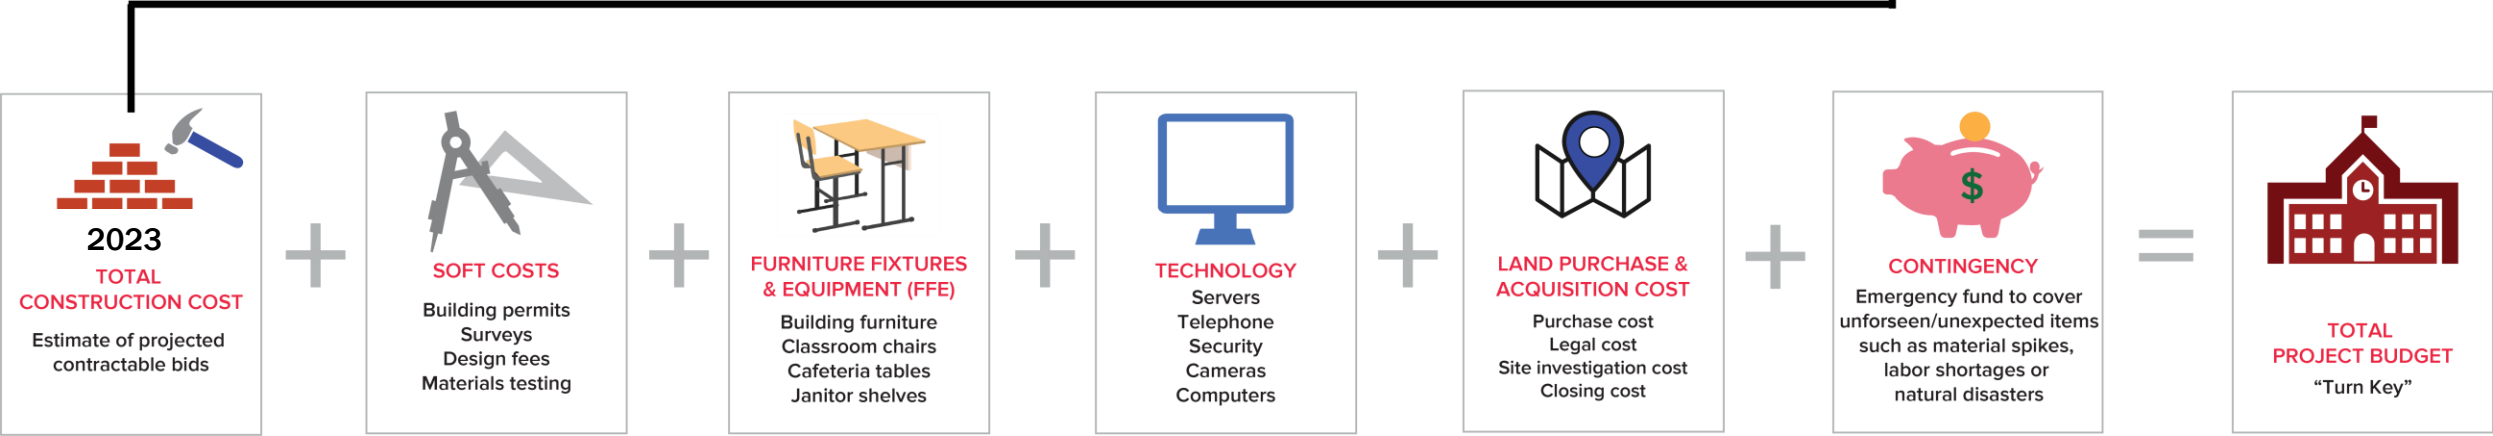 2023
TOTAL
CONSTRUCTION COST
Estimate of projected
contractable bids
+
SOFT COSTS
Building permits
Surveys
Design fees
Materials testing
+
FURNITURE FIXTURES
& EQUIPMENT (FFE)
Building furniture
Classroom chairs
Cafeteria tables
Janitor shelves
+
TECHNOLOGY
Servers
Telephone
Security
Cameras
Computers
+
LAND PURCHASE &
ACQUISITION COST
Purchase cost
Legal cost
Site investigation cost
Closing cost
+
$
CONTINGENCY
Emergency fund to cover
unforseen/unexpected items
such as material spikes,
labor shortages or
natural disasters
=
TOTAL
PROJECT BUDGET
“Turn Key”